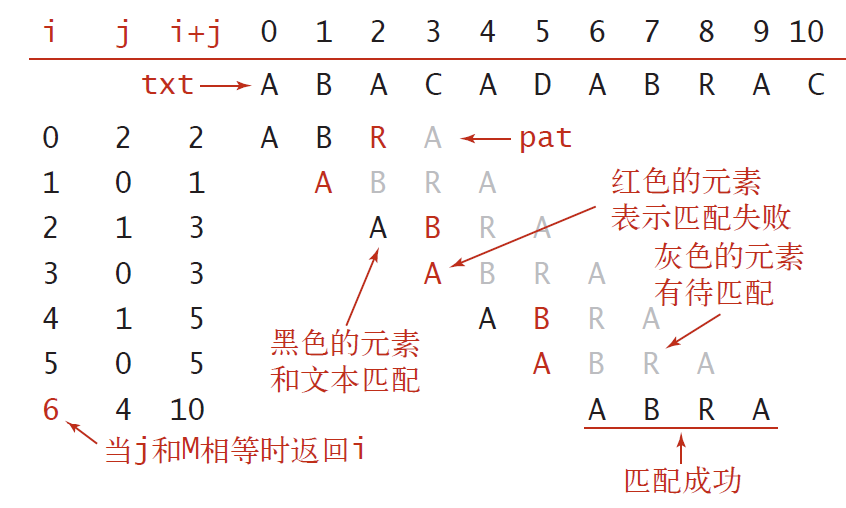 i j i+j 0 1 2 3 4 5 6 7 8 9 10
txt A B A C A D A B R A C
0 2 2 A B R A pat
1 0 1 A B R A
红色的元素
表示匹配失败
2 1 3 A B R A
灰色的元素
有待匹配
3 0 3 A B R A
4 1 5 A B R A
黑色的元素
和文本匹配
5 0 5 A B R A
6 4 10 A B R A
当j和M相等时返回i
匹配成功